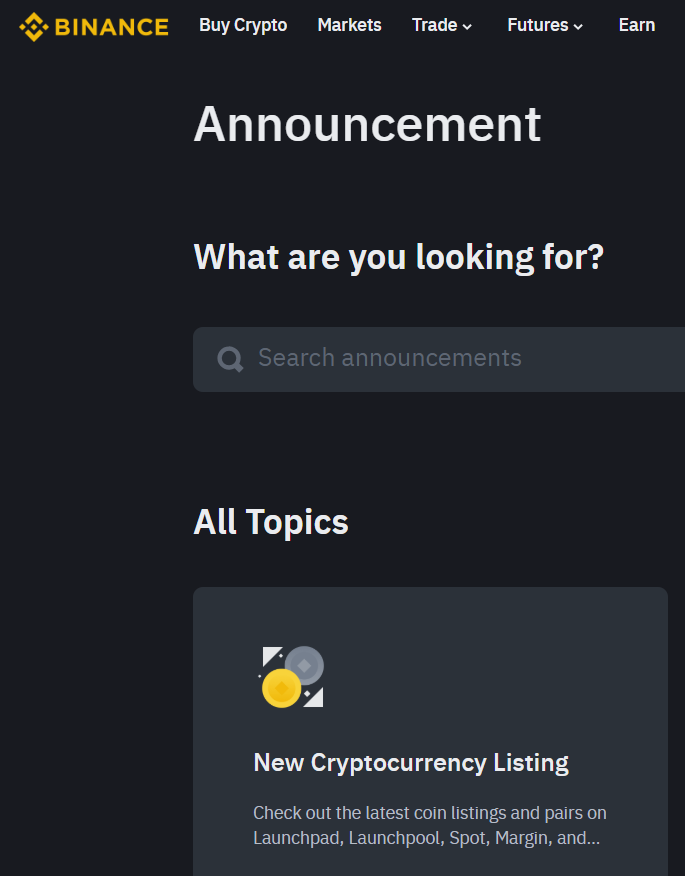 BINANCE Buy Crypto Markets Trade Futures Earn
Announcement
What are you looking for?
Search announcements
All Topics
New Cryptocurrency Listing
Check out the latest coin listings and pairs on
Launchpad, Launchpool, Spot, Margin, and...